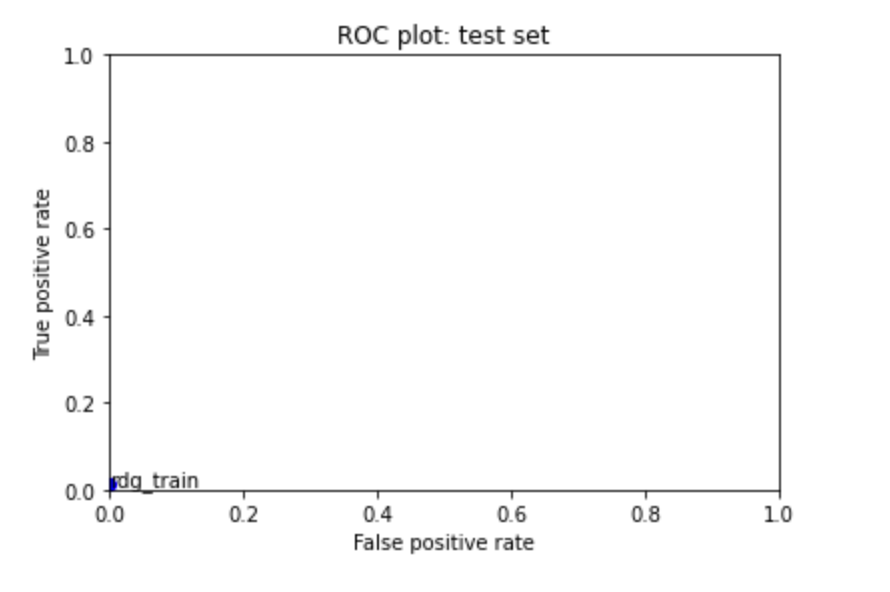 ROC plot: test set
1.0
0.8
0.6
0.4
0.2
0.0
True positive rate
rdg_train
0.0 0.2 0.4 0.6 0.8 1.0
False positive rate